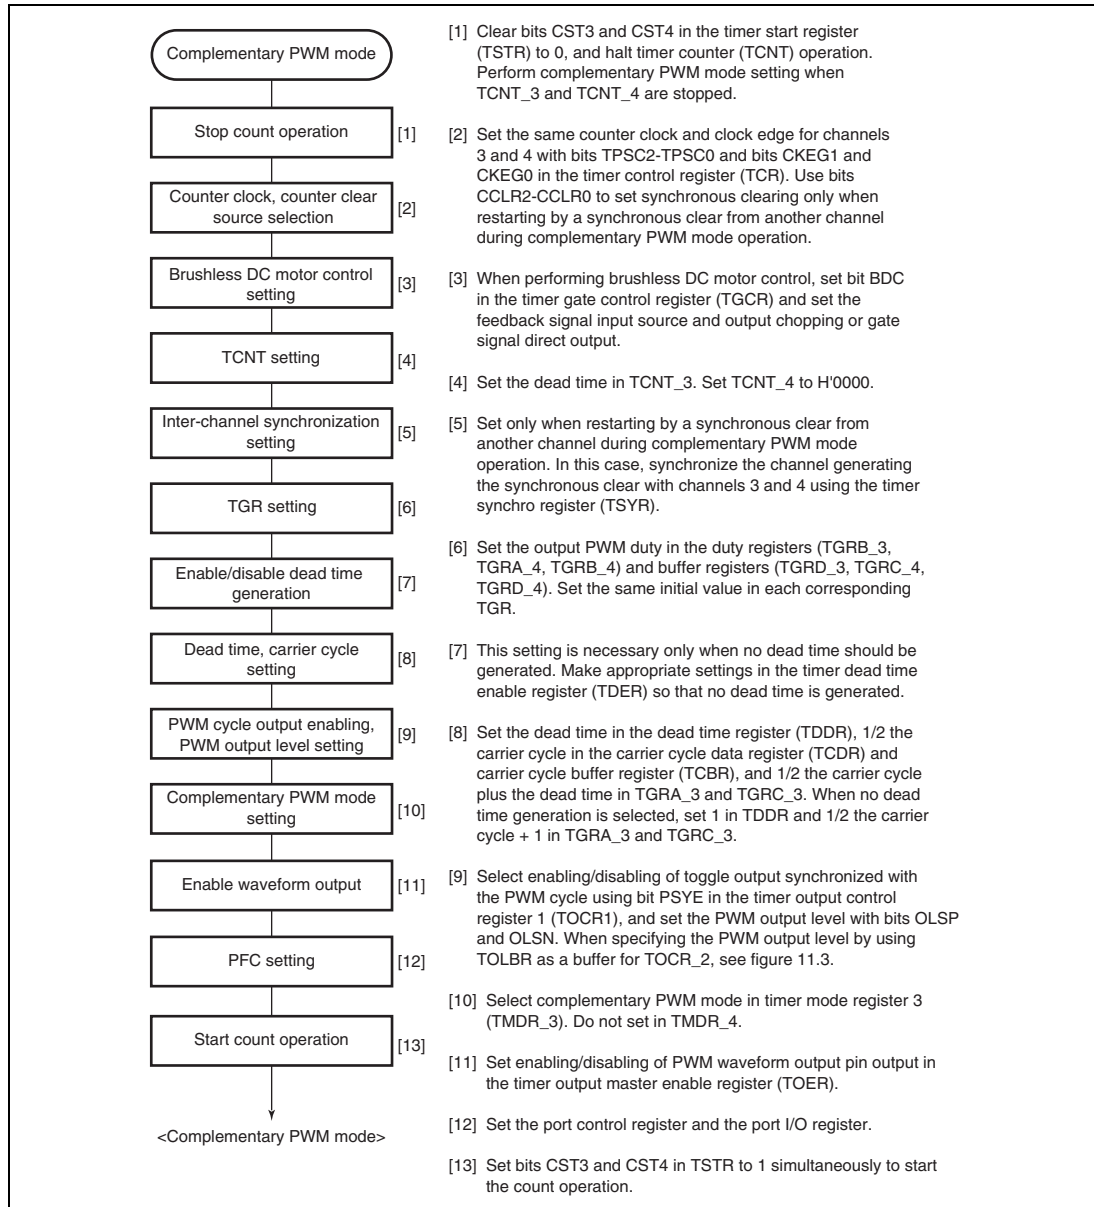 Complementary PWM mode
Stop count operation
[1]
Counter clock, counter clear
source selection
[2]
Brushless DC motor control
setting
[3]
TCNT setting
[4]
Inter-channel synchronization
setting
[5]
TGR setting
[6]
Enable/disable dead time
generation
[7]
Dead time, carrier cycle
setting
[8]
PWM cycle output enabling,
PWM output level setting
[9]
Complementary PWM mode
setting
[10]
Enable waveform output
[11]
PFC setting
[12]
Start count operation
[13]
<Complementary PWM mode>
[1] Clear bits CST3 and CST4 in the timer start register
(TSTR) to 0, and halt timer counter (TCNT) operation.
Perform complementary PWM mode setting when
TCNT_3 and TCNT_4 are stopped.
[2] Set the same counter clock and clock edge for channels
3 and 4 with bits TPSC2-TPSC0 and bits CKEG1 and
CKEG0 in the timer control register (TCR). Use bits
CCLR2-CCLR0 to set synchronous clearing only when
restarting by a synchronous clear from another channel
during complementary PWM mode operation.
[3] When performing brushless DC motor control, set bit BDC
in the timer gate control register (TGCR) and set the
feedback signal input source and output chopping or gate
signal direct output.
[4] Set the dead time in TCNT_3. Set TCNT_4 to H'0000.
[5] Set only when restarting by a synchronous clear from
another channel during complementary PWM mode
operation. In this case, synchronize the channel generating
the synchronous clear with channels 3 and 4 using the timer
synchro register (TSYR).
[6] Set the output PWM duty in the duty registers (TGRB_3,
TGRA_4, TGRB_4) and buffer registers (TGRD_3, TGRC_4,
TGRD_4). Set the same initial value in each corresponding
TGR.
[7] This setting is necessary only when no dead time should be
generated. Make appropriate settings in the timer dead time
enable register (TDER) so that no dead time is generated.
[8] Set the dead time in the dead time register (TDDR), 1/2 the
carrier cycle in the carrier cycle data register (TCDR) and
carrier cycle buffer register (TCBR), and 1/2 the carrier cycle
plus the dead time in TGRA_3 and TGRC_3. When no dead
time generation is selected, set 1 in TDDR and 1/2 the carrier
cycle + 1 in TGRA_3 and TGRC_3.
[9] Select enabling/disabling of toggle output synchronized with
the PWM cycle using bit PSYE in the timer output control
register 1 (TOCR1), and set the PWM output level with bits OLSP
and OLSN. When specifying the PWM output level by using
TOLBR as a buffer for TOCR_2, see figure 11.3.
[10] Select complementary PWM mode in timer mode register 3
(TMDR_3). Do not set in TMDR_4.
[11] Set enabling/disabling of PWM waveform output pin output in
the timer output master enable register (TOER).
[12] Set the port control register and the port I/O register.
[13] Set bits CST3 and CST4 in TSTR to 1 simultaneously to start
the count operation.